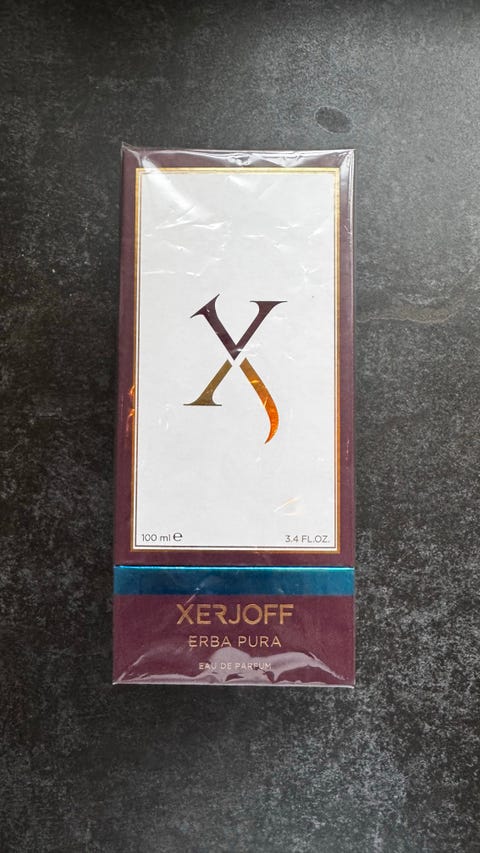 X
100 ml e 3.4 FL.OZ.
XERJOFF
ERBA PURA
EAU DE PARFUM